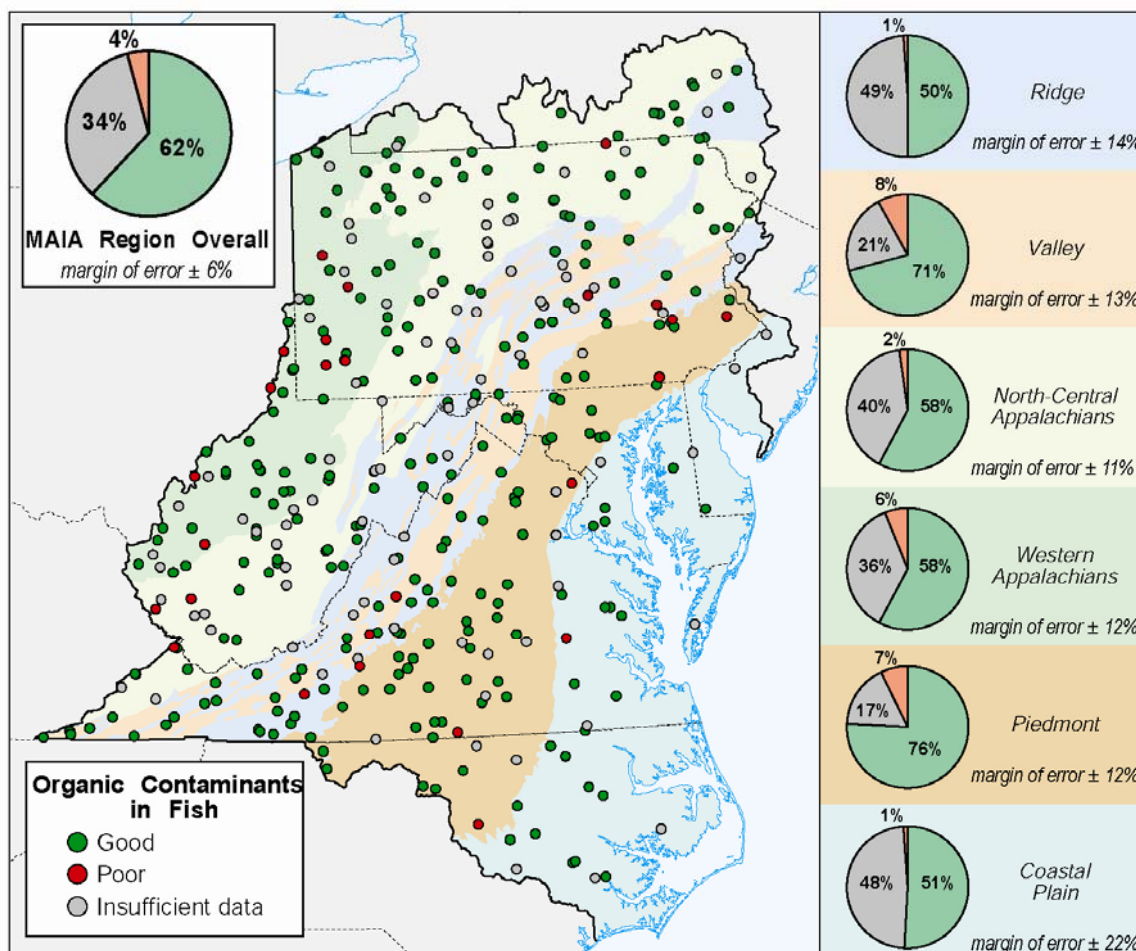 4%
34%
62%
MAIA Region Overall
margin of error ± 6%
Organic Contaminants
in Fish
Good
Poor
Insufficient data
1%
49%
50%
Ridge
margin of error ± 14%
8%
21%
71%
Valley
margin of error ± 13%
2%
40%
58%
North-Central
Appalachians
margin of error ± 11%
6%
36%
58%
Western
Appalachians
margin of error ± 12%
7%
17%
76%
Piedmont
margin of error ± 12%
1%
48%
51%
Coastal
Plain
margin of error ± 22%